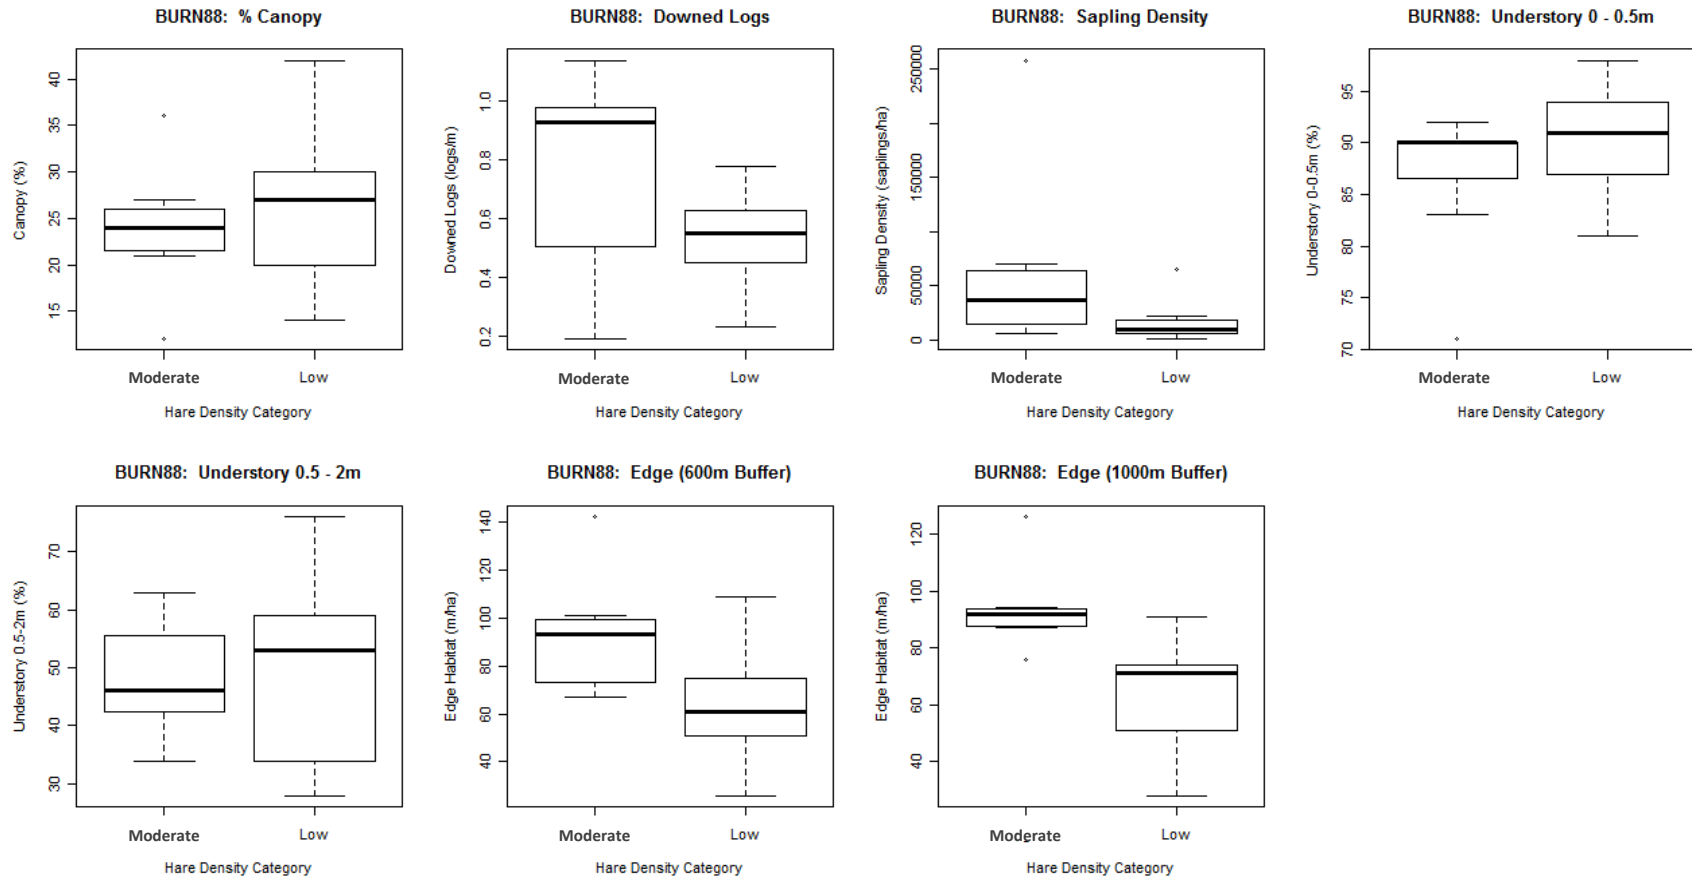 BURN88: % Canopy
Canopy (%)
40
35
30
25
20
15
Moderate
Low
Hare Density Category
BURN88: Downed Logs
Downed Logs (logs/m)
1.0
0.8
0.6
0.4
0.2
Moderate
Low
Hare Density Category
BURN88: Sapling Density
Sapling Density (saplings/ha)
250000
150000
50000
0
Moderate
Low
Hare Density Category
BURN88: Understory 0 - 0.5m
Understory 0-0.5m (%)
95
90
85
80
75
70
Moderate
Low
Hare Density Category
BURN88: Understory 0.5 - 2m
Understory 0.5-2m (%)
70
60
50
40
30
Moderate
Low
Hare Density Category
BURN88: Edge (600m Buffer)
Edge Habitat (m/ha)
140
120
100
80
60
40
Moderate
Low
Hare Density Category
BURN88: Edge (1000m Buffer)
Edge Habitat (m/ha)
120
100
80
60
40
Moderate
Low
Hare Density Category